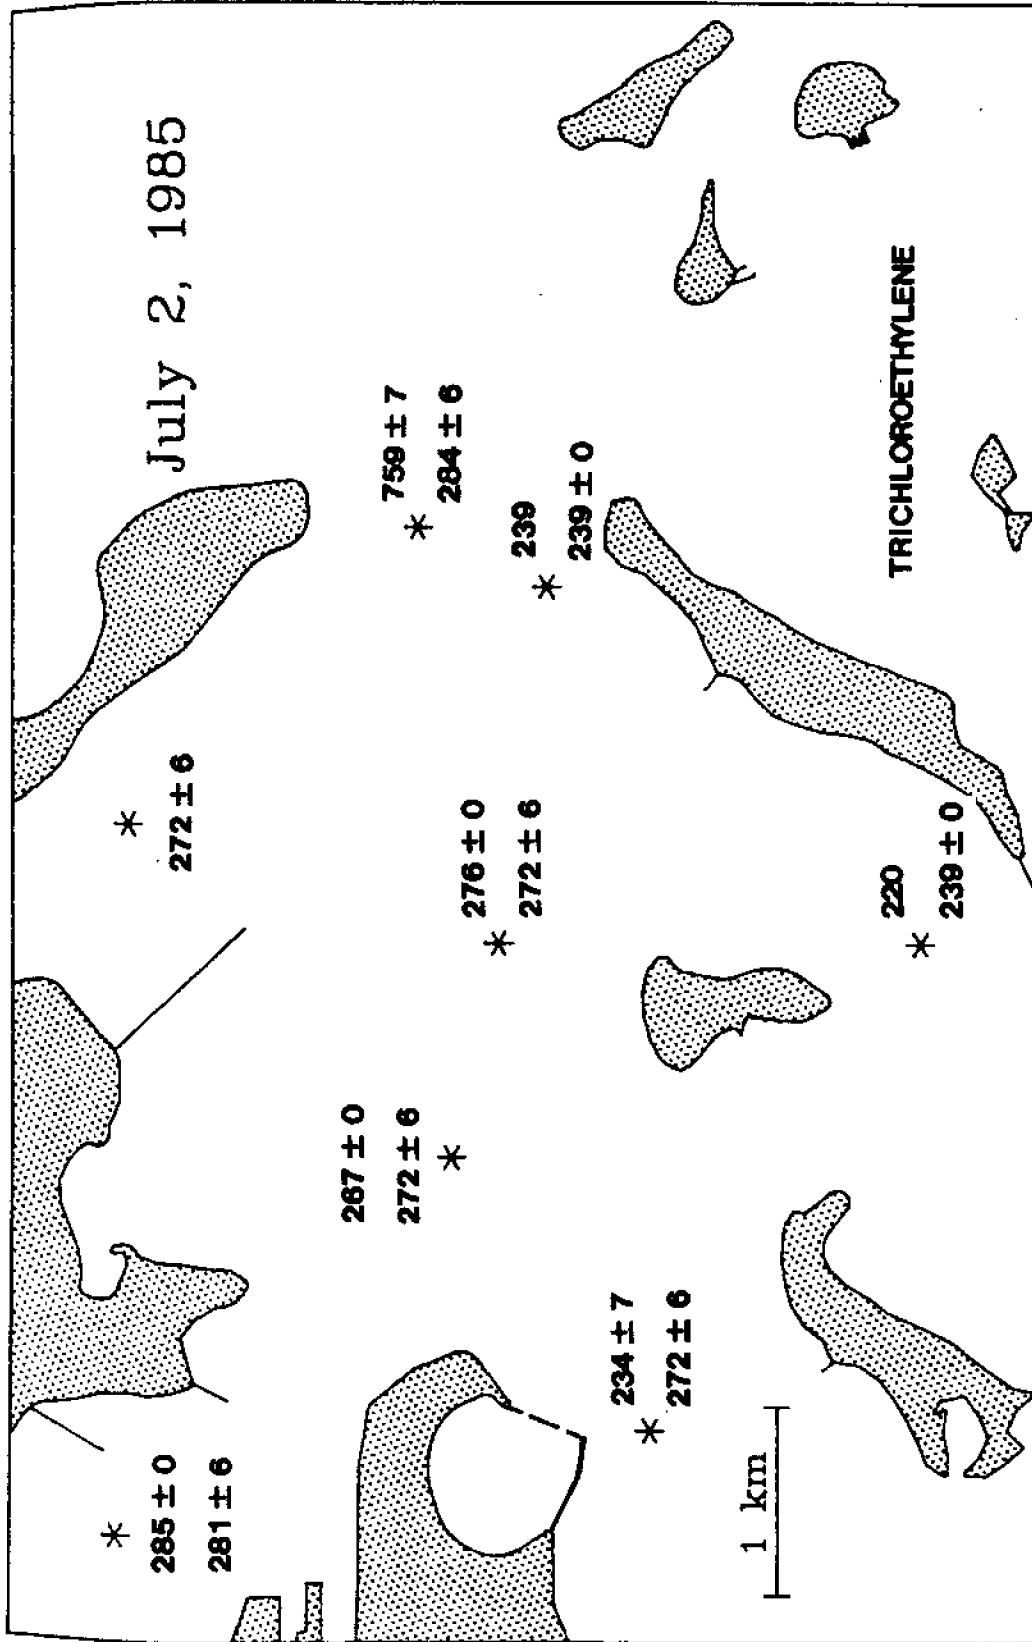 July 2, 1985
285 ± 0
281 ± 6
272 ± 6
267 ± 0
272 ± 6
759 ± 7
284 ± 6
276 ± 0
272 ± 6
239
239 ± 0
234 ± 7
272 ± 6
1 km
220
239 ± 0
TRICHLOROETHYLENE